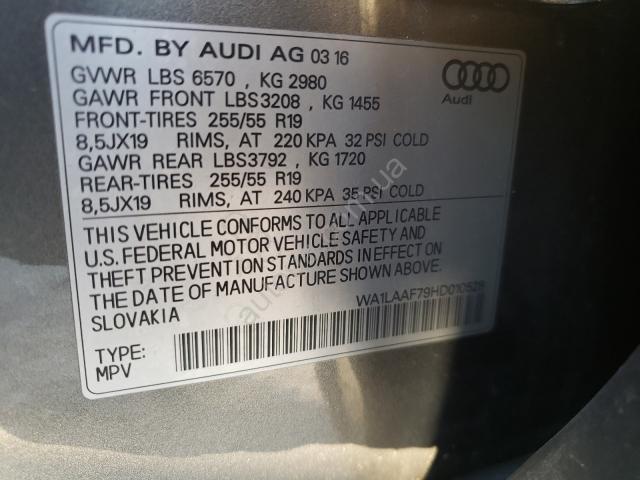 MFD. BY AUDI AG 03 16
GVWR LBS 6570 , KG 2980
GAWR FRONT LBS3208 , KG 1455
FRONT-TIRES 255/55 R19
8,5JX19 RIMS, AT 220 KPA 32 PSI COLD
GAWR REAR LBS3792 , KG 1720
REAR-TIRES 255/55 R19
8,5JX19 RIMS, AT 240 KPA 35 PSI COLD
THIS VEHICLE CONFORMS TO ALL APPLICABLE
U.S. FEDERAL MOTOR VEHICLE SAFETY AND
THEFT PREVENTION STANDARDS IN EFFECT ON
THE DATE OF MANUFACTURE SHOWN ABOVE.
SLOVAKIA
WA1LAAF79HD010528
TYPE:
MPV
Audi